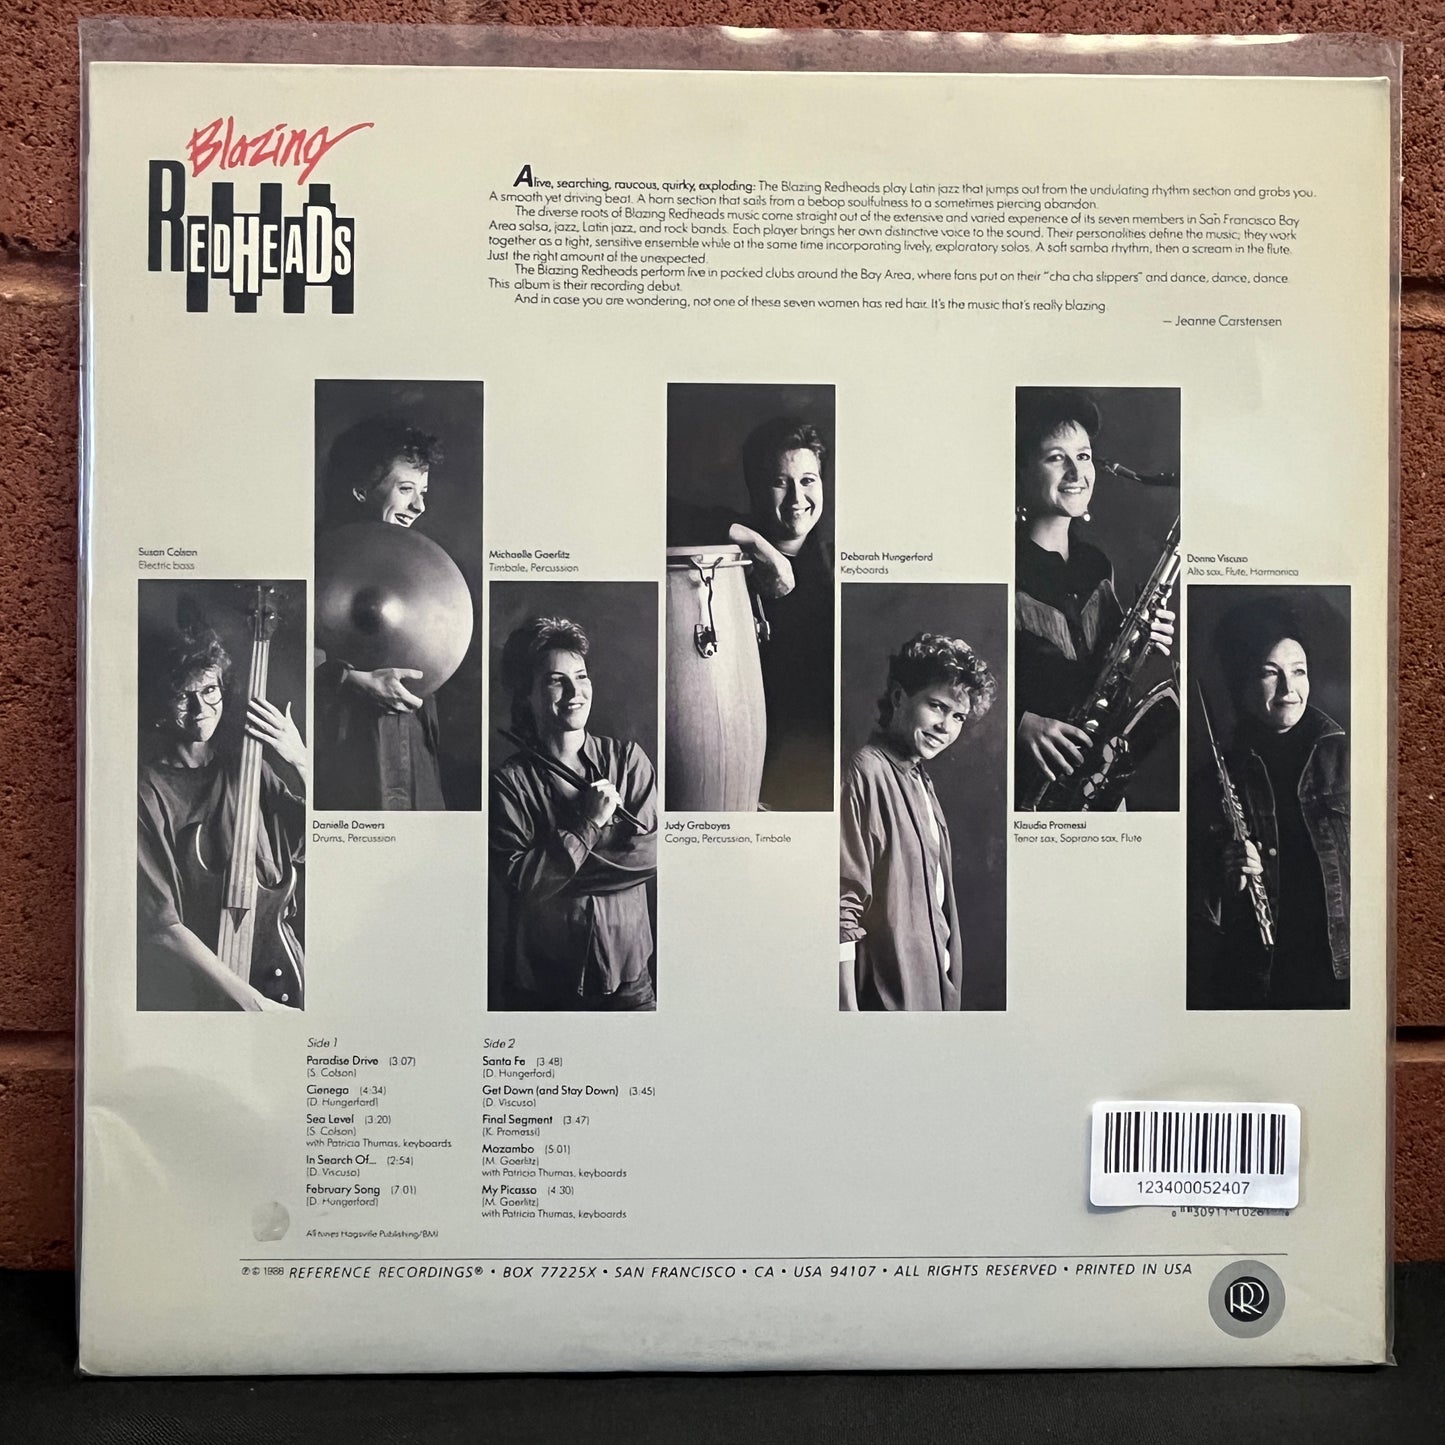 Blazing
REDHEADS
Alive, searching, raucous, quirky, exploding: The Blazing Redheads play Latin jazz that jumps out from the undulating rhythm section and grabs you.
A smooth yet driving beat. A horn section that sails from a bebop soulfulness to a sometimes piercing abandon.
The diverse roots of Blazing Redheads music come straight out of the extensive and varied experience of its seven members in San Francisco Bay
Area salsa, jazz, Latin jazz, and rock bands. Each player brings her own distinctive voice to the sound. Their personalities define the music; they work
together as a tight, sensitive ensemble while at the same time incorporating lively, exploratory solos. A soft samba rhythm, then a scream in the flute.
Just the right amount of the unexpected.
The Blazing Redheads perform live in packed clubs around the Bay Area, where fans put on their "cha cha slippers" and dance, dance, dance.
This album is their recording debut.
And in case you are wondering, not one of these seven women has red hair. It's the music that's really blazing.
— Jeanne Carstensen
Susan Colson
Electric bass
Danielle Dowers
Drums, Percussion
Michaelle Goerlitz
Timbale, Percussion
Judy Graboyes
Conga, Percussion, Timbale
Deborah Hungerford
Keyboards
Klaudia Promessi
Tenor sax, Soprano sax, Flute
Donna Viscuso
Alto sax, Flute, Harmonica
Side 1
Paradise Drive (3:07)
(S. Colson)
Cienega (4:34)
(D. Hungerford)
Sea Level (3:20)
(S. Colson)
with Patricia Thumas, keyboards
In Search Of... (2:54)
(D. Viscuso)
February Song (7:01)
(D. Hungerford)
All tunes Hogsville Publishing/BMI
Side 2
Santa Fe (3:48)
(D. Hungerford)
Get Down (and Stay Down) (3:45)
(D. Viscuso)
Final Segment (3:47)
(K. Promessi)
Mozambo (5:01)
(M. Goerlitz)
with Patricia Thumas, keyboards
My Picasso (4:30)
(M. Goerlitz)
with Patricia Thumas, keyboards
123400052407
℗ © 1988 REFERENCE RECORDINGS® • BOX 77225X • SAN FRANCISCO • CA • USA 94107 • ALL RIGHTS RESERVED • PRINTED IN USA
RR